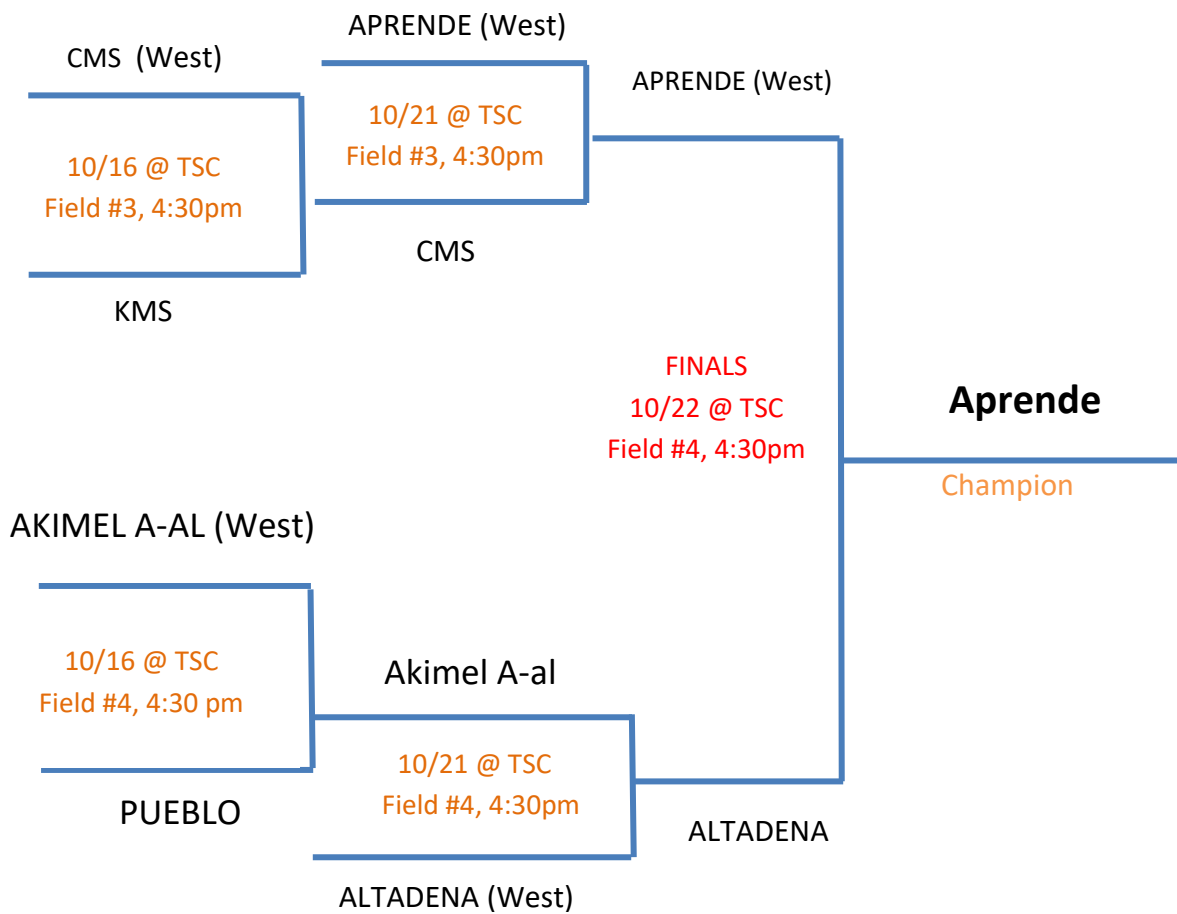 APRENDE (West)
CMS  (West)
APRENDE (West)
10/21 @ TSC
Field #3, 4:30pm
10/16 @ TSC
Field #3, 4:30pm
CMS
KMS
FINALS
10/22 @ TSC
Field #4, 4:30pm
Aprende
Champion
AKIMEL A-AL (West)
10/16 @ TSC
Field #4, 4:30 pm
Akimel A-al
10/21 @ TSC
Field #4, 4:30pm
PUEBLO
ALTADENA
ALTADENA (West)